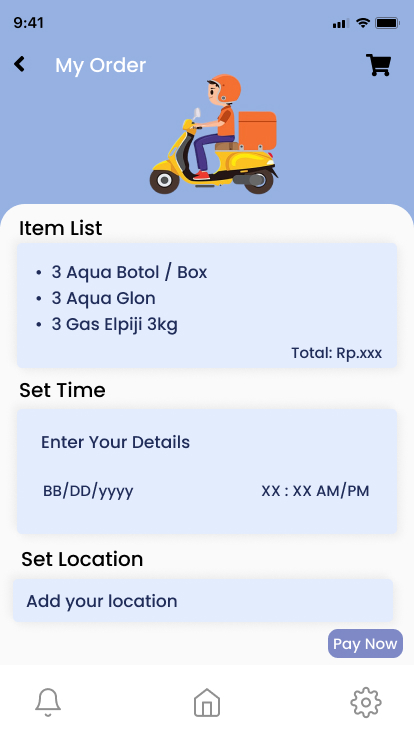 9:41
My Order
Item List
• 3 Aqua Botol / Box
• 3 Aqua Glon
• 3 Gas Elpiji 3kg
Total: Rp.xxx
Set Time
Enter Your Details
BB/DD/yyyy XX : XX AM/PM
Set Location
Add your location
Pay Now